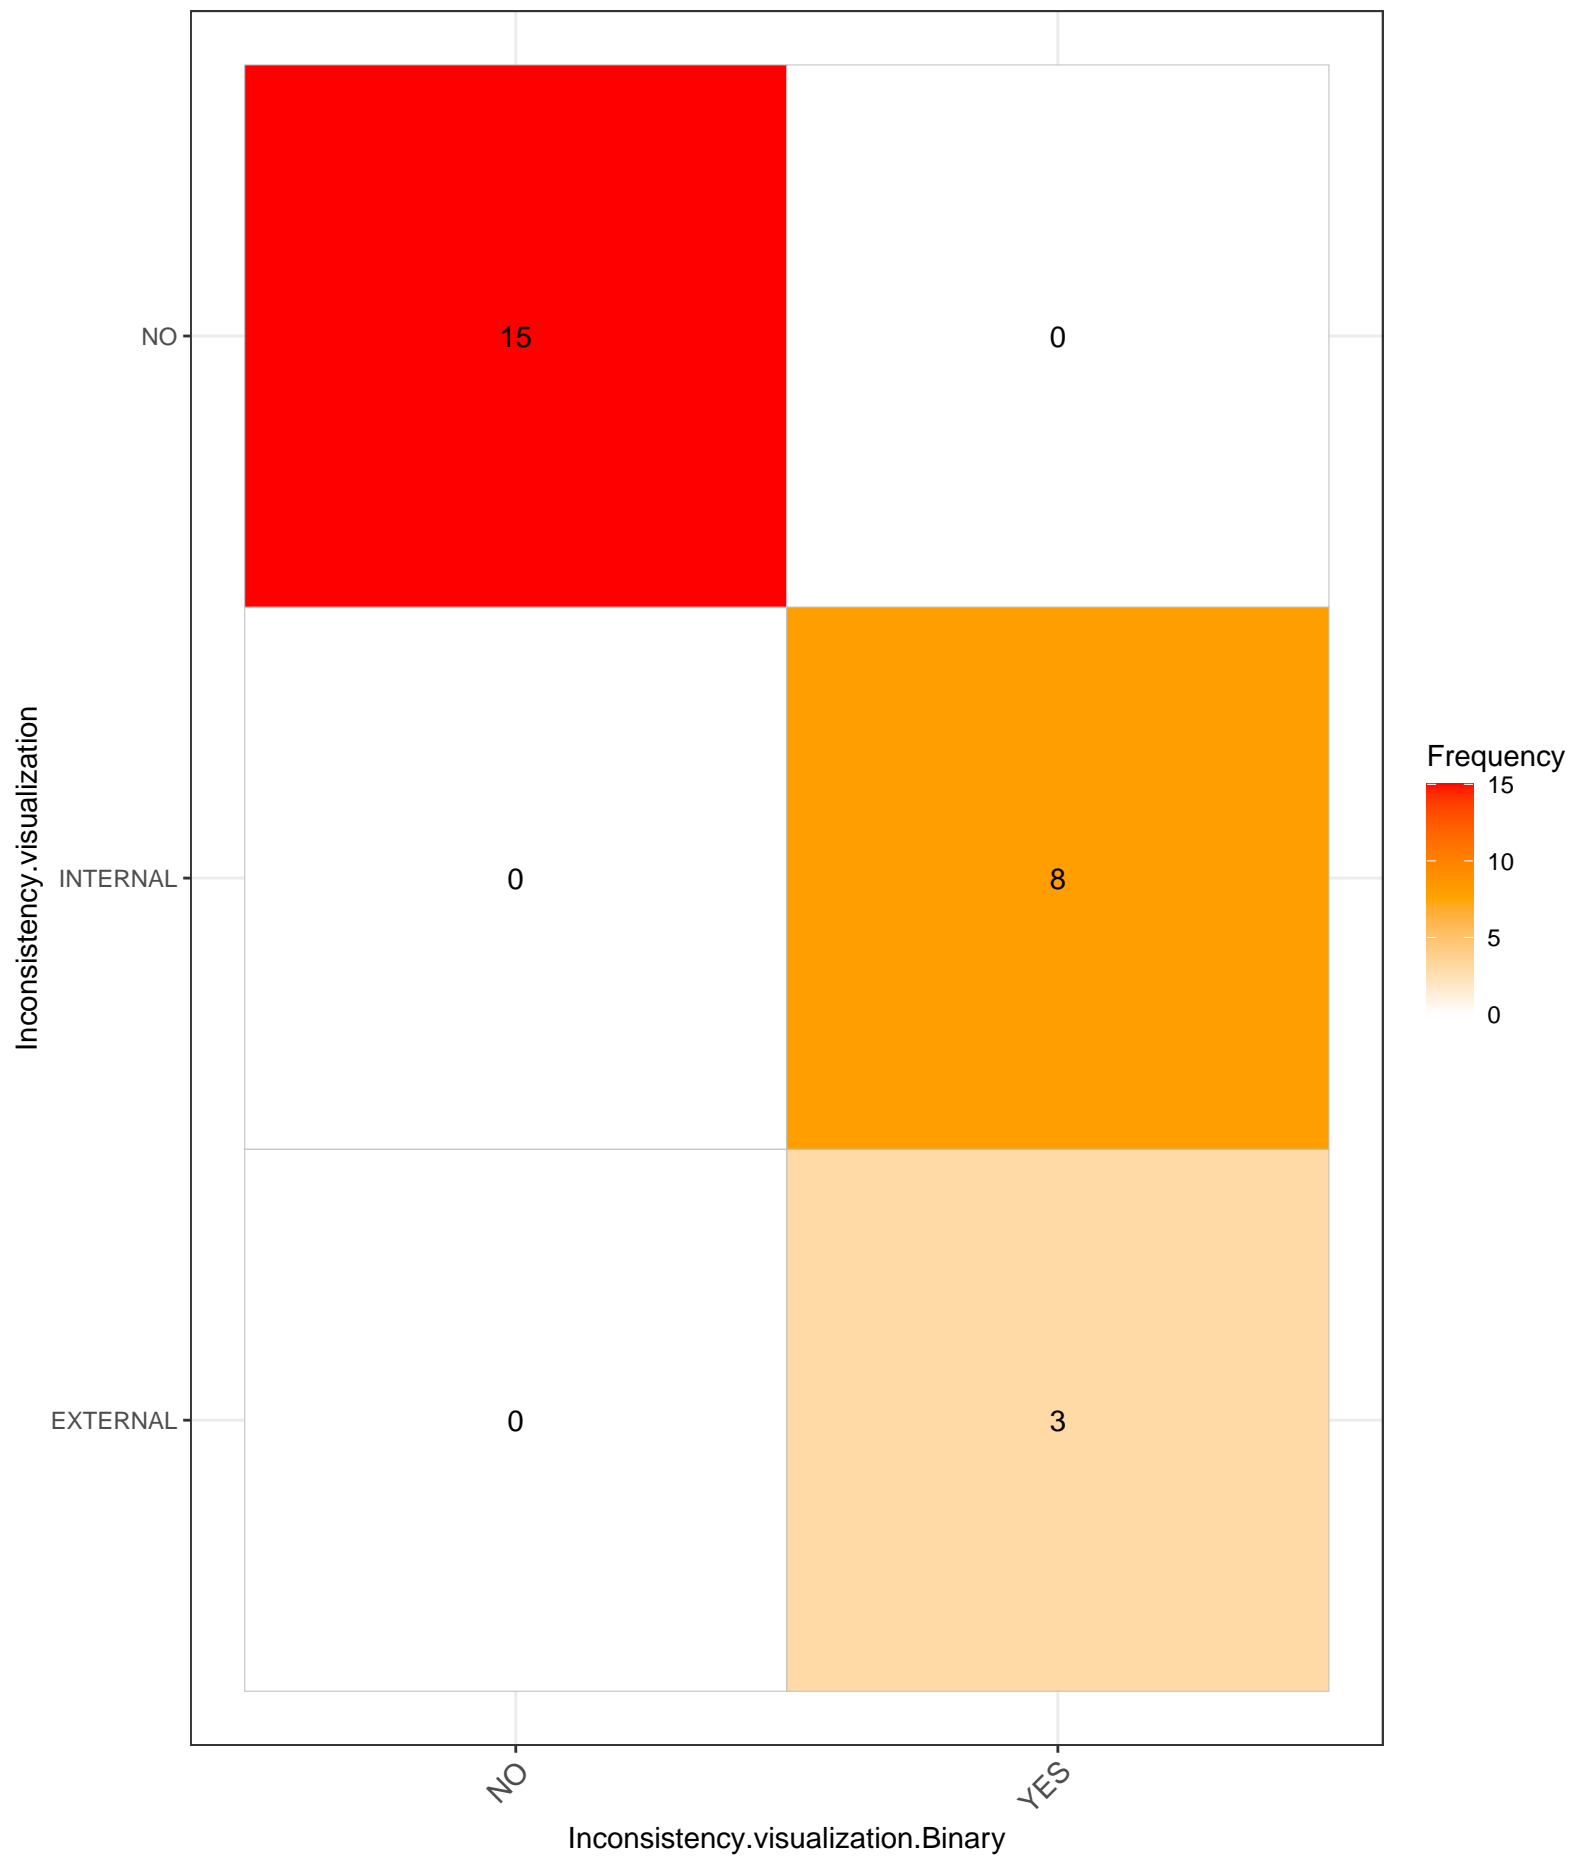 NO
15
0
INTERNAL
0
8
EXTERNAL
0
3
NO
YES
Inconsistency.visualization.Binary
Inconsistency.visualization
Frequency
15
10
5
0